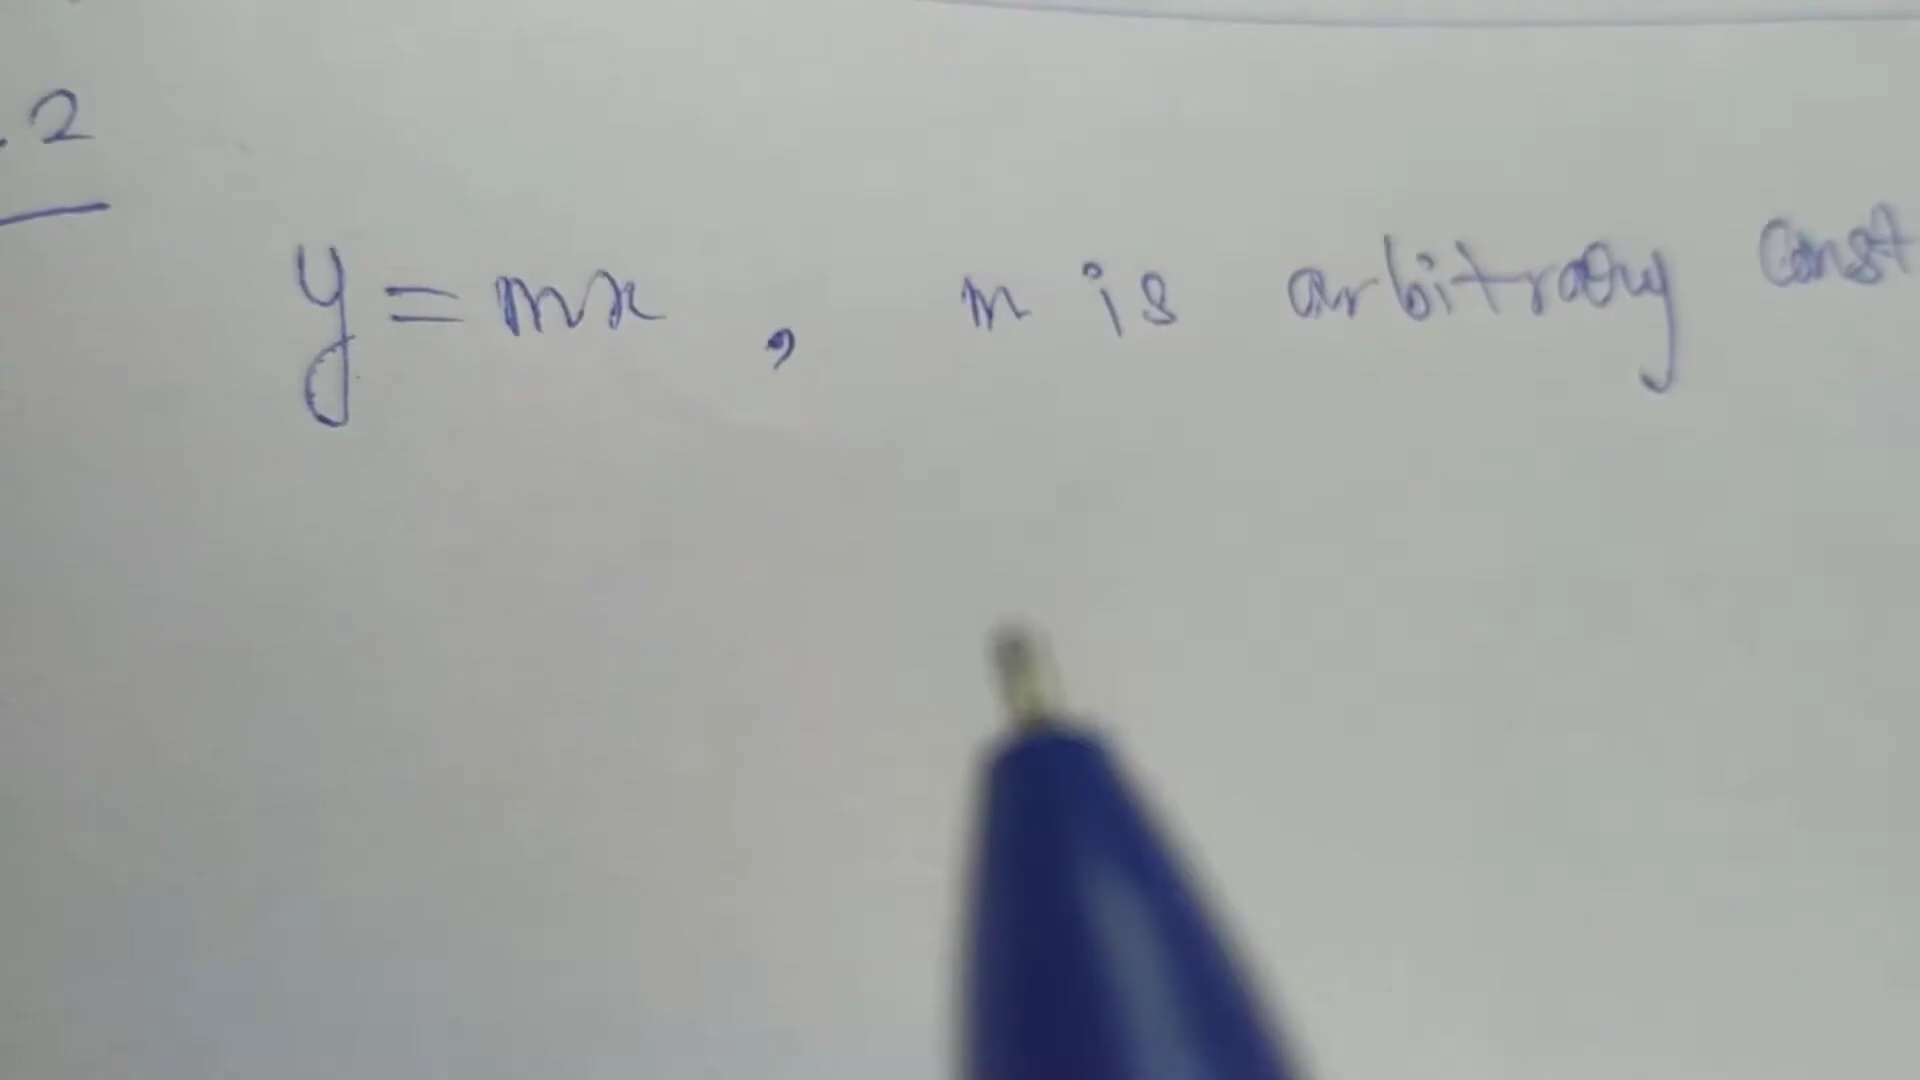 . 2
y = mx , m is arbitrary const